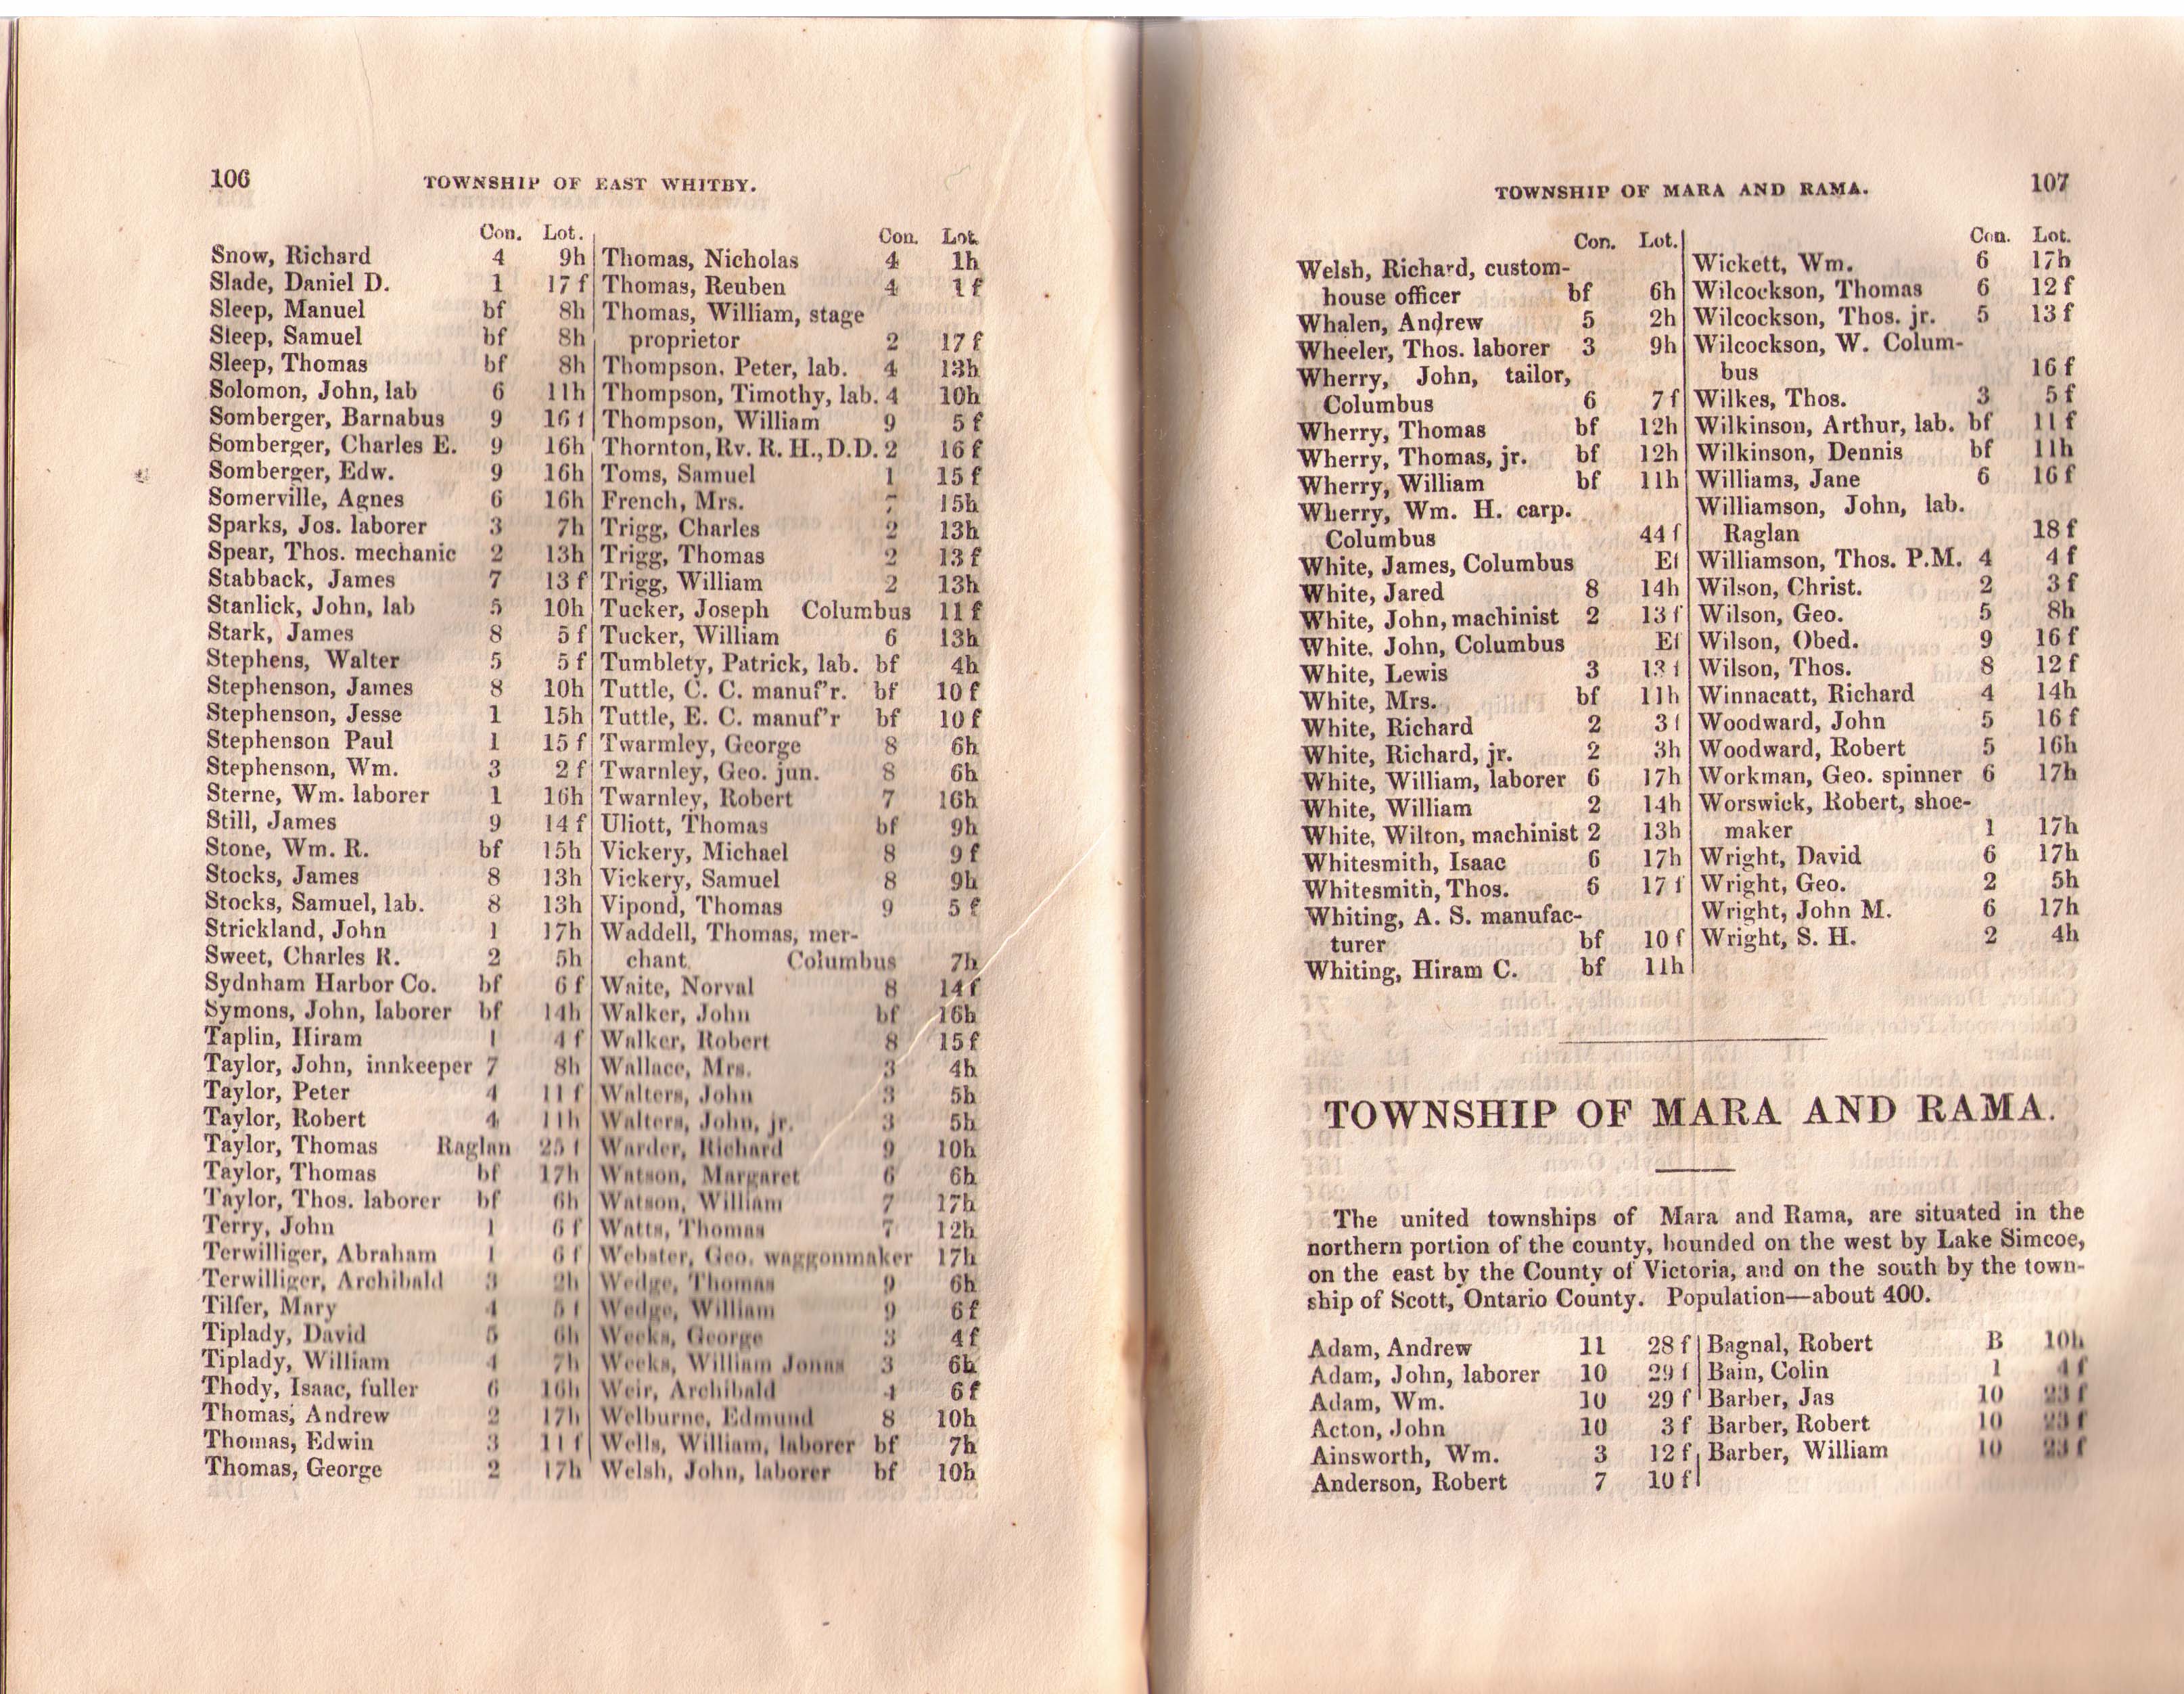 106 TOWNSHIP OF EAST WHITBY.
Con. Lot.
Snow, Richard 4 9h
Slade, Daniel D. 1 17 f
Sleep, Manuel bf 8h
Sleep, Samuel bf 8h
Sleep, Thomas bf 8h
Solomon, John, lab 6 11h
Somberger, Barnabus 9 16 f
Somberger, Charles E. 9 16h
Somberger, Edw. 9 16h
Somerville, Agnes 6 16h
Sparks, Jos. laborer 3 7h
Spear, Thos. mechanic 2 13h
Stabback, James 7 13 f
Stanlick, John, lab 5 10h
Stark, James 8 5 f
Stephens, Walter 5 5 f
Stephenson, James 8 10h
Stephenson, Jesse 1 15h
Stephenson Paul 1 15 f
Stephenson, Wm. 3 2 f
Sterne, Wm. laborer 1 16h
Still, James 9 14 f
Stone, Wm. R. bf 15h
Stocks, James 8 13h
Stocks, Samuel, lab. 8 13h
Strickland, John 1 17h
Sweet, Charles R. 2 5h
Sydnham Harbor Co. bf 6 f
Symons, John, laborer bf 14h
Taplin, Hiram 1 4 f
Taylor, John, innkeeper 7 8h
Taylor, Peter 4 11 f
Taylor, Robert 4 11h
Taylor, Thomas Raglan 25 f
Taylor, Thomas bf 17h
Taylor, Thos. laborer bf 6h
Terry, John 1 6 f
Terwilliger, Abraham 1 6 f
Terwilliger, Archibald 3 2h
Tilfer, Mary 4 5 f
Tiplady, David 5 6h
Tiplady, William 4 7h
Thody, Isaac, fuller 6 16h
Thomas, Andrew 2 17h
Thomas, Edwin 3 11 f
Thomas, George 2 17h
Con. Lot.
Thomas, Nicholas 4 1h
Thomas, Reuben 4 1 f
Thomas, William, stage
proprietor 2 17 f
Thompson. Peter, lab. 4 13h
Thompson, Timothy, lab. 4 10h
Thompson, William 9 5 f
Thornton, Rv. R. H., D.D. 2 16 f
Toms, Samuel 1 15 f
French, Mrs. 15h
Trigg, Charles 2 13h
Trigg, Thomas 2 13 f
Trigg, William 2 13h
Tucker, Joseph Columbus 11 f
Tucker, William 6 13h
Tumblety, Patrick, lab. bf 4h
Tuttle, C. C. manuf'r. bf 10 f
Tuttle, E. C. manuf'r bf 10 f
Twarmley, George 8 6h
Twarnley, Geo. jun. 8 6h
Twarnley, Robert 7 16h
Uliott, Thomas bf 9h
Vickery, Michael 8 9 f
Vickery, Samuel 8 9h
Vipond, Thomas 9 5 f
Waddell, Thomas, mer-
chant Columbus 7h
Waite, Norval 8 14 f
Walker, John bf 16h
Walker, Robert 8 15 f
Wallace, Mrs. 3 4h
Walters, John 3 5h
Walters, John, jr. 3 5h
Warder, Richard 9 10h
Watson, Margaret 6 6h
Watson, William 7 17h
Watts, Thomas 7 12h
Webster, Geo. waggonmaker 17h
Wedge, Thomas 9 6h
Wedge, William 9 6 f
Weeks, George 3 4 f
Weeks, William Jonas 3 6h
Weir, Archibald 4 6 f
Welburne, Edmund 8 10h
Wells, William, laborer bf 7h
Welsh, John, laborer bf 10h
TOWNSHIP OF MARA AND RAMA. 107
Con. Lot.
Welsh, Richard, custom-
house officer bf 6h
Whalen, Andrew 5 2h
Wheeler, Thos. laborer 3 9h
Wherry, John, tailor,
Columbus 6 7 f
Wherry, Thomas bf 12h
Wherry, Thomas, jr. bf 12h
Wherry, William bf 11h
Wherry, Wm. H. carp.
Columbus 44 f
White, James, Columbus Ef
White, Jared 8 14h
White, John, machinist 2 13 f
White, John, Columbus Ef
White, Lewis 3 13 f
White, Mrs. bf 11h
White, Richard 2 3 f
White, Richard, jr. 2 3h
White, William, laborer 6 17h
White, William 2 14h
White, Wilton, machinist 2 13h
Whitesmith, Isaac 6 17h
Whitesmith, Thos. 6 17 f
Whiting, A. S. manufac-
turer bf 10 f
Whiting, Hiram C. bf 11h
Con. Lot.
Wickett, Wm. 6 17h
Wilcockson, Thomas 6 12 f
Wilcockson, Thos. jr. 5 13 f
Wilcockson, W. Colum-
bus 16 f
Wilkes, Thos. 3 5 f
Wilkinson, Arthur, lab. bf 11 f
Wilkinson, Dennis bf 11h
Williams, Jane 6 16 f
Williamson, John, lab.
Raglan 18 f
Williamson, Thos. P.M. 4 4 f
Wilson, Christ. 2 3 f
Wilson, Geo. 5 8h
Wilson, Obed. 9 16 f
Wilson, Thos. 8 12 f
Winnacatt, Richard 4 14h
Woodward, John 5 16 f
Woodward, Robert 5 16h
Workman, Geo. spinner 6 17h
Worswick, Robert, shoe-
maker 1 17h
Wright, David 6 17h
Wright, Geo. 2 5h
Wright, John M. 6 17h
Wright, S. H. 2 4h
TOWNSHIP OF MARA AND RAMA.
The united townships of Mara and Rama, are situated in the
northern portion of the county, bounded on the west by Lake Simcoe,
on the east by the County of Victoria, and on the south by the town-
ship of Scott, Ontario County. Population—about 400.
Adam, Andrew 11 28 f
Adam, John, laborer 10 29 f
Adam, Wm. 10 29 f
Acton, John 10 3 f
Ainsworth, Wm. 3 12 f
Anderson, Robert 7 10 f
Bagnal, Robert B 10h
Bain, Colin 1 4 f
Barber, Jas 10 23 f
Barber, Robert 10 23 f
Barber, William 10 23 f